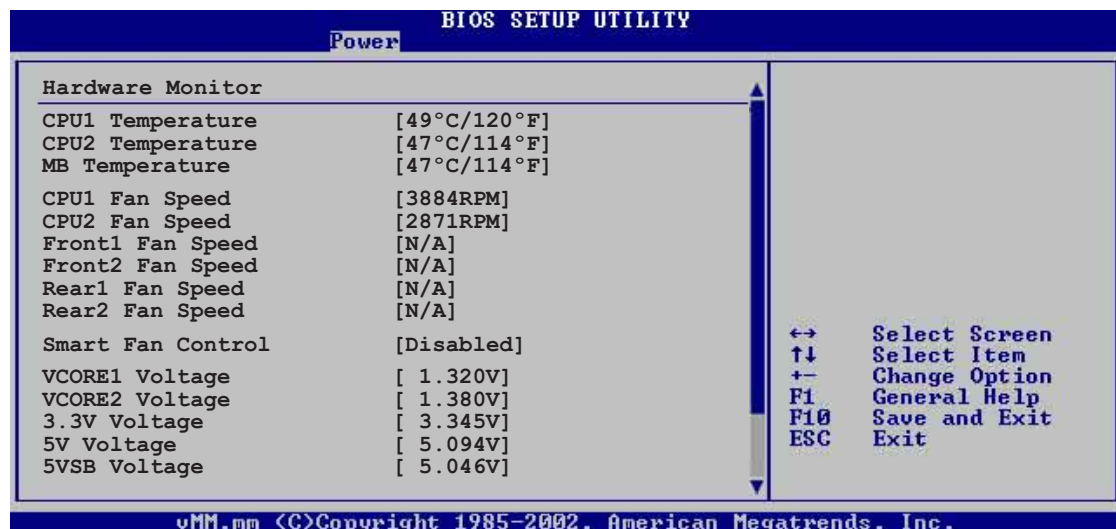 BIOS SETUP UTILITY
Power
Hardware Monitor
CPU1 Temperature [49°C/120°F]
CPU2 Temperature [47°C/114°F]
MB Temperature [47°C/114°F]
CPU1 Fan Speed [3884RPM]
CPU2 Fan Speed [2871RPM]
Front1 Fan Speed [N/A]
Front2 Fan Speed [N/A]
Rear1 Fan Speed [N/A]
Rear2 Fan Speed [N/A]
Smart Fan Control [Disabled]
VCORE1 Voltage [ 1.320V]
VCORE2 Voltage [ 1.380V]
3.3V Voltage [ 3.345V]
5V Voltage [ 5.094V]
5VSB Voltage [ 5.046V]
←→ Select Screen
↑↓ Select Item
+- Change Option
F1 General Help
F10 Save and Exit
ESC Exit
vMM.mm (C)Copyright 1985-2002, American Megatrends, Inc.